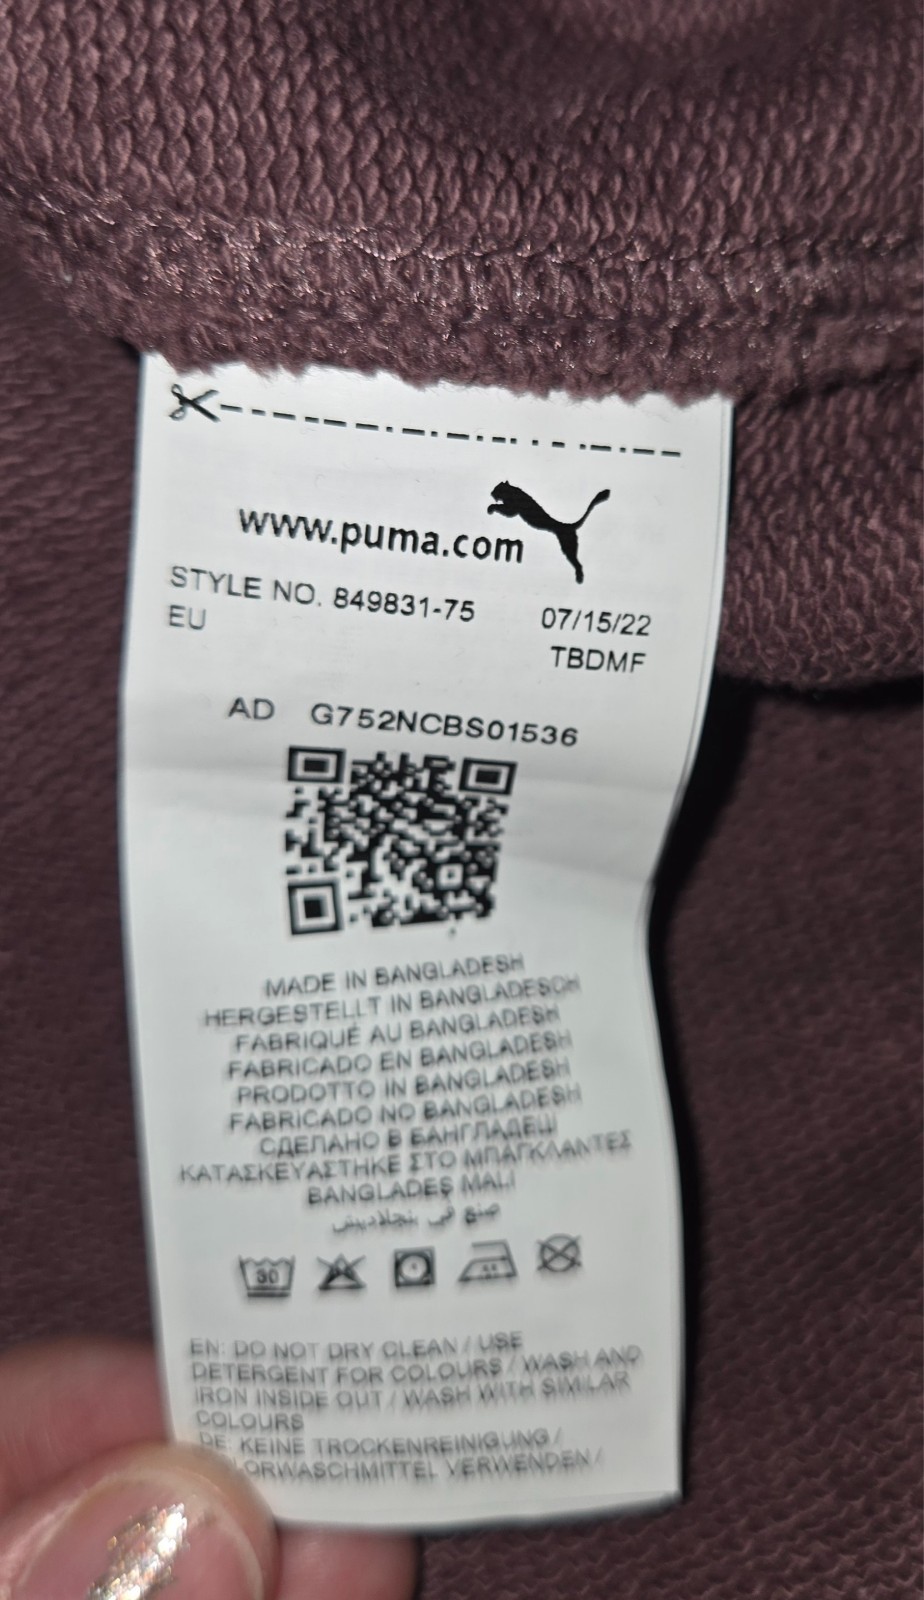 www.puma.com
STYLE NO. 849831-75 07/15/22
EU TBDMF
AD G752NCBS01536
MADE IN BANGLADESH
HERGESTELLT IN BANGLADESCH
FABRIQUÉ AU BANGLADESH
FABRICADO EN BANGLADESH
PRODOTTO IN BANGLADESH
FABRICADO NO BANGLADESH
СДЕЛАНО В БАНГЛАДЕШ
ΚΑΤΑΣΚΕΥΑΣΤΗΚΕ ΣΤΟ ΜΠΑΓΚΛΑΝΤΕΣ
BANGLADEŞ MALI
صنع في بنجلاديش
30
EN: DO NOT DRY CLEAN / USE
DETERGENT FOR COLOURS / WASH AND
IRON INSIDE OUT / WASH WITH SIMILAR
COLOURS
DE: KEINE TROCKENREINIGUNG /
ORWASCHMITTEL VERWENDEN /